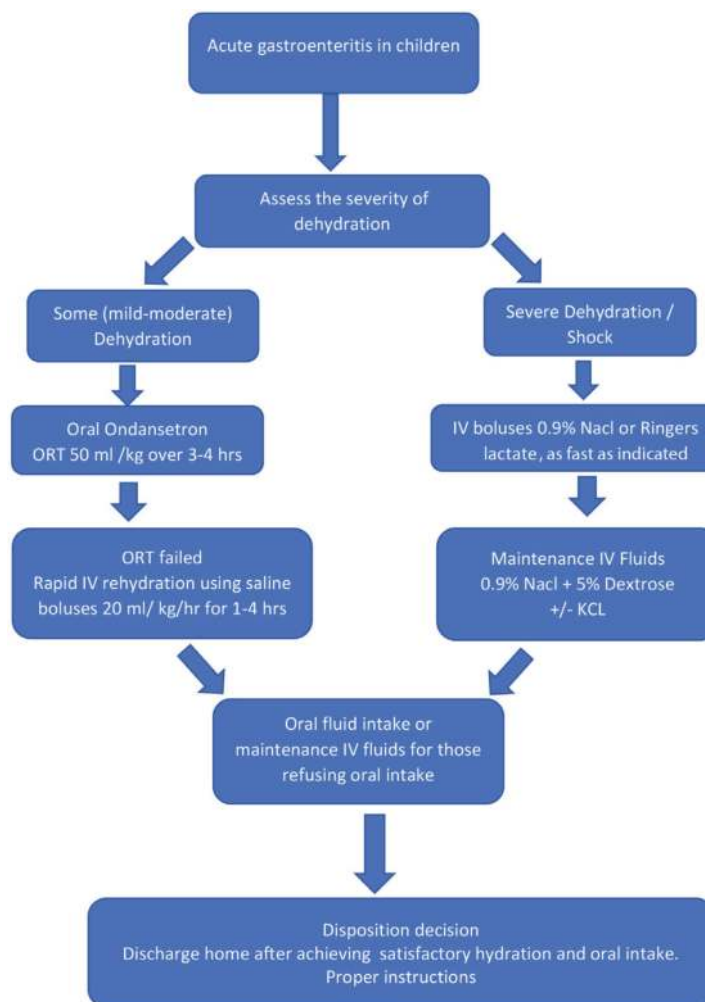 Acute gastroenteritis in children
Assess the severity of
dehydration
Some (mild-moderate)
Dehydration
Severe Dehydration /
Shock
Oral Ondansetron
ORT 50 ml /kg over 3-4 hrs
IV boluses 0.9% Nacl or Ringers
lactate, as fast as indicated
ORT failed
Rapid IV rehydration using saline
boluses 20 ml/ kg/hr for 1-4 hrs
Maintenance IV Fluids
0.9% Nacl + 5% Dextrose
+/- KCL
Oral fluid intake or
maintenance IV fluids for those
refusing oral intake
Disposition decision
Discharge home after achieving satisfactory hydration and oral intake.
Proper instructions